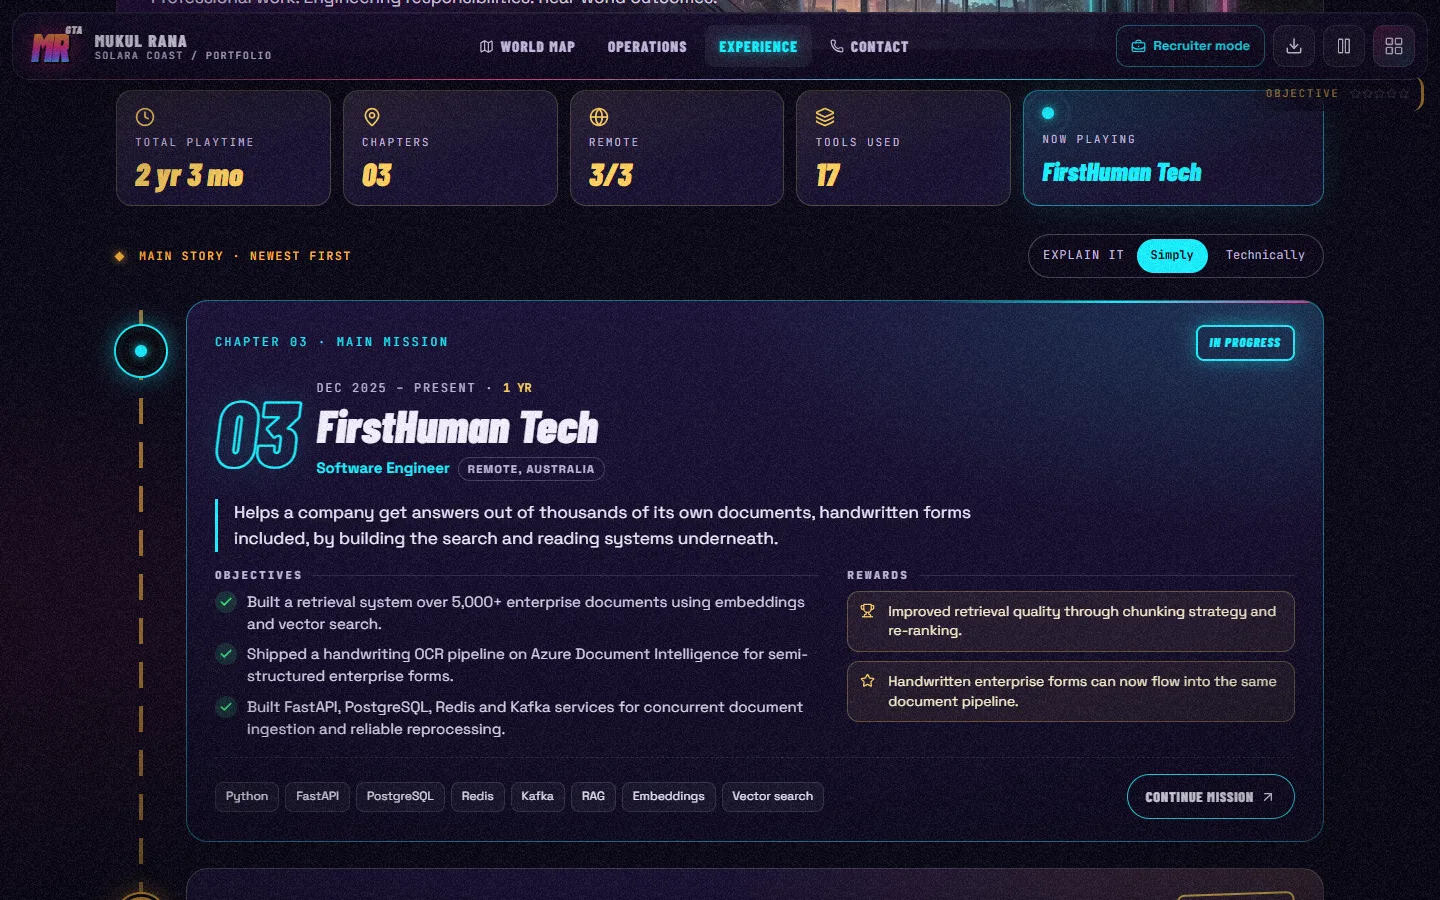 Professional work. Engineering responsibilities. Real-world outcomes.
MR GTA
MUKUL RANA
SOLARA COAST / PORTFOLIO
WORLD MAP
OPERATIONS
EXPERIENCE
CONTACT
Recruiter mode
OBJECTIVE
TOTAL PLAYTIME
2 yr 3 mo
CHAPTERS
03
REMOTE
3/3
TOOLS USED
17
NOW PLAYING
FirstHuman Tech
MAIN STORY · NEWEST FIRST
EXPLAIN IT
Simply
Technically
CHAPTER 03 · MAIN MISSION
IN PROGRESS
DEC 2025 – PRESENT · 1 YR
03
FirstHuman Tech
Software Engineer
REMOTE, AUSTRALIA
Helps a company get answers out of thousands of its own documents, handwritten forms
included, by building the search and reading systems underneath.
OBJECTIVES
Built a retrieval system over 5,000+ enterprise documents using embeddings
and vector search.
Shipped a handwriting OCR pipeline on Azure Document Intelligence for semi-
structured enterprise forms.
Built FastAPI, PostgreSQL, Redis and Kafka services for concurrent document
ingestion and reliable reprocessing.
REWARDS
Improved retrieval quality through chunking strategy and
re-ranking.
Handwritten enterprise forms can now flow into the same
document pipeline.
Python
FastAPI
PostgreSQL
Redis
Kafka
RAG
Embeddings
Vector search
CONTINUE MISSION